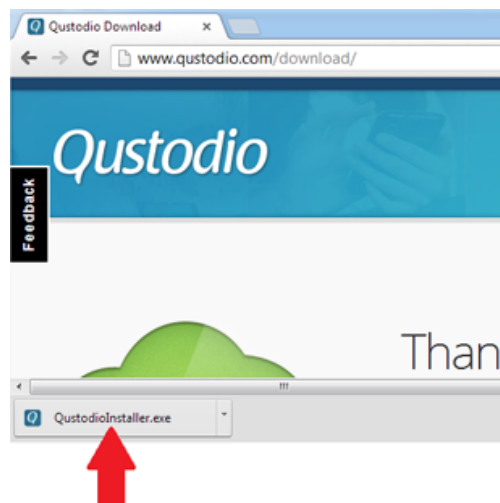 Qustodio Download
www.qustodio.com/download/
Qustodio
Feedback
Than
QustodioInstaller.exe